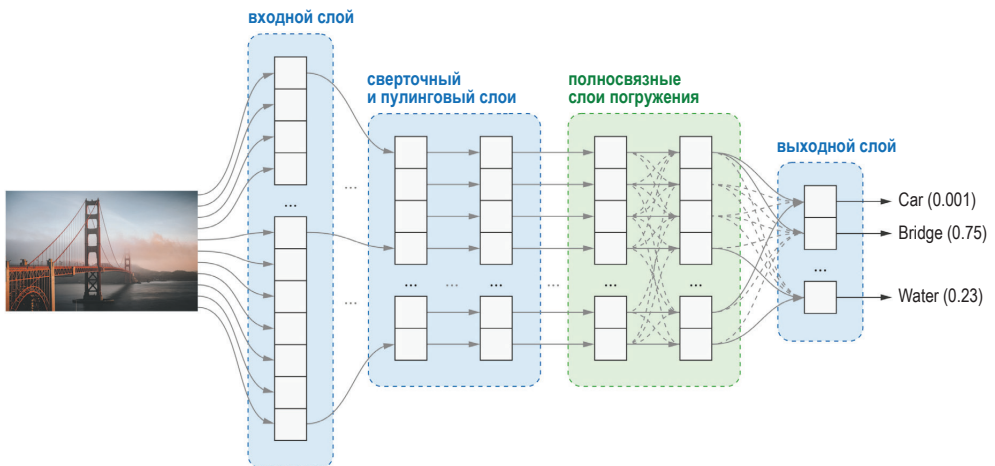 входной слой
сверточный
и пулинговый слои
полносвязные
слои погружения
выходной слой
...
...
...
...
...
...
...
...
...
...
...
...
...
Car (0.001)
Bridge (0.75)
Water (0.23)